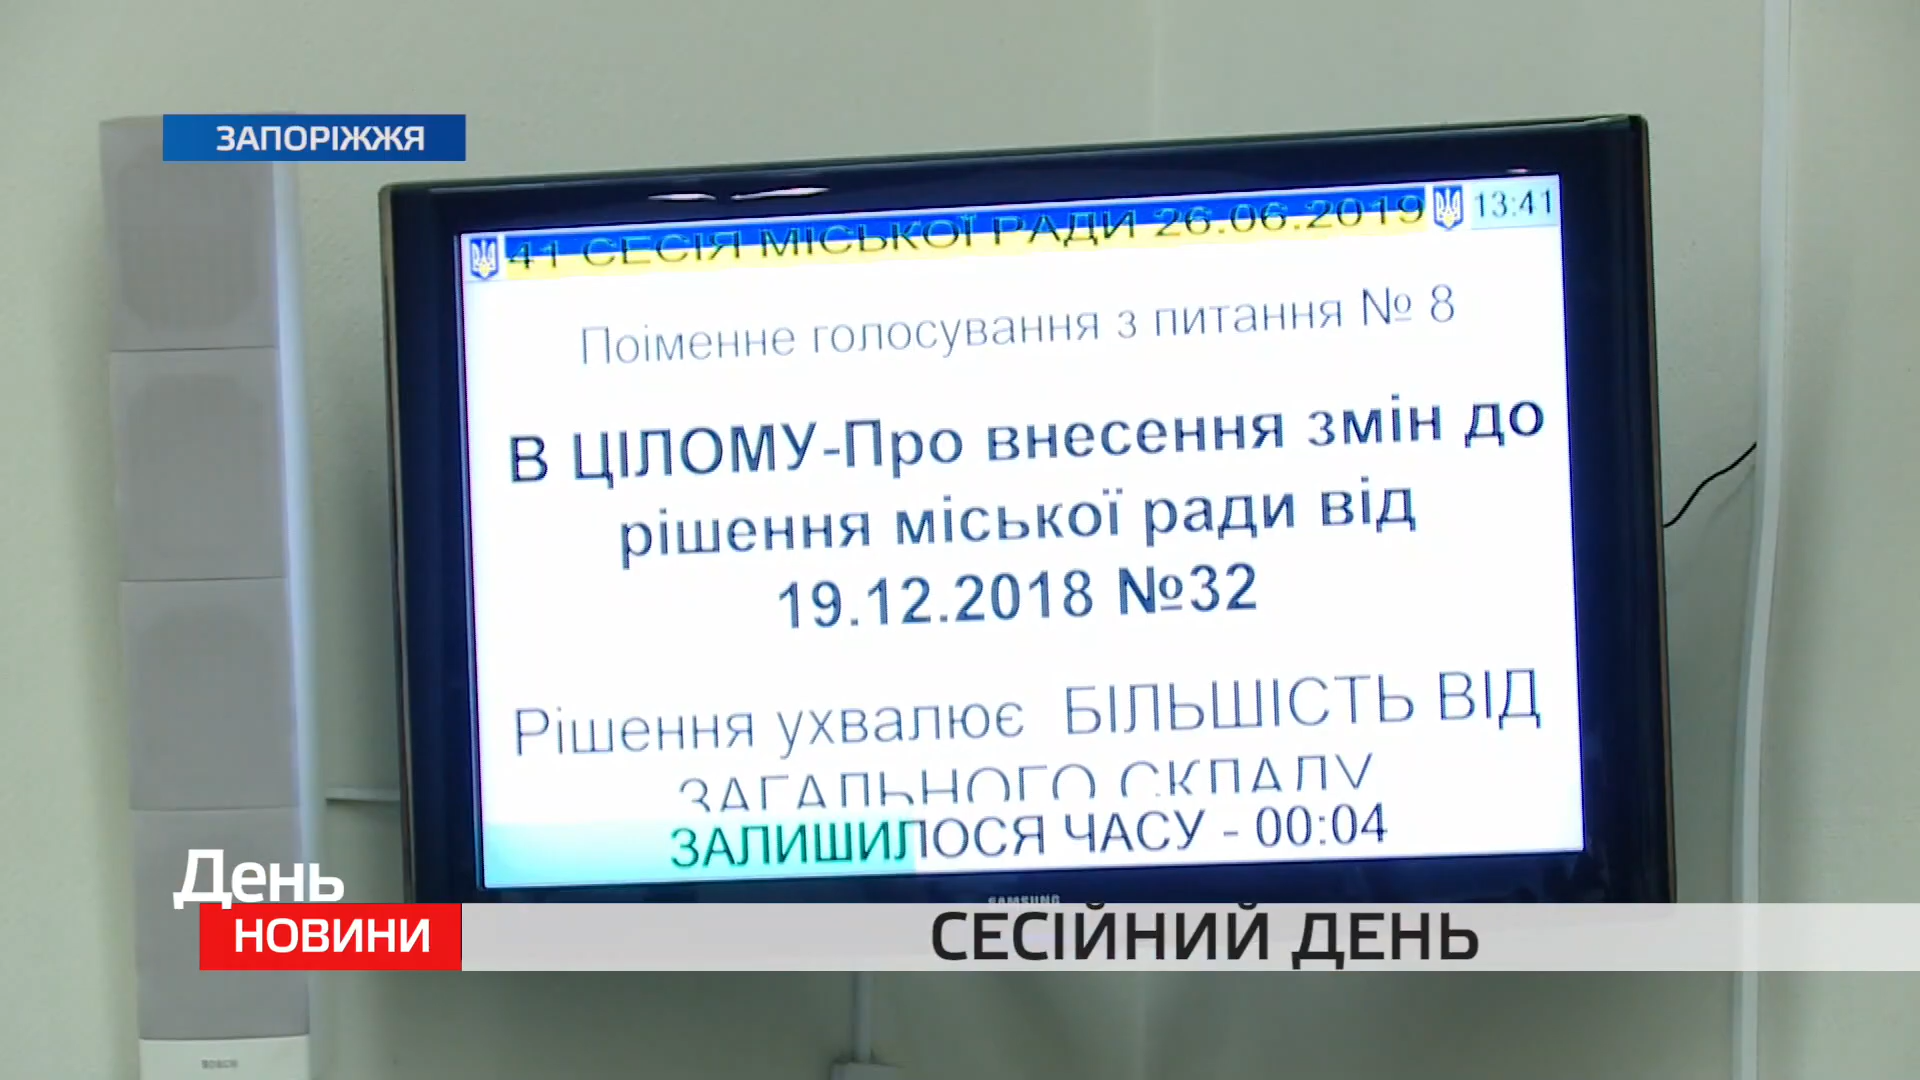 ЗАПОРІЖЖЯ
41 СЕСІЯ МІСЬКОЇ РАДИ 26.06.2019
13:41
Поіменне голосування з питання № 8
В ЦІЛОМУ-Про внесення змін до
рішення міської ради від
19.12.2018 №32
Рішення ухвалює БІЛЬШІСТЬ ВІД
ЗАГАЛЬНОГО СКЛАДУ
ЗАЛИШИЛОСЯ ЧАСУ - 00:04
SAMSUNG
День
НОВИНИ
СЕСІЙНИЙ ДЕНЬ
BOSCH